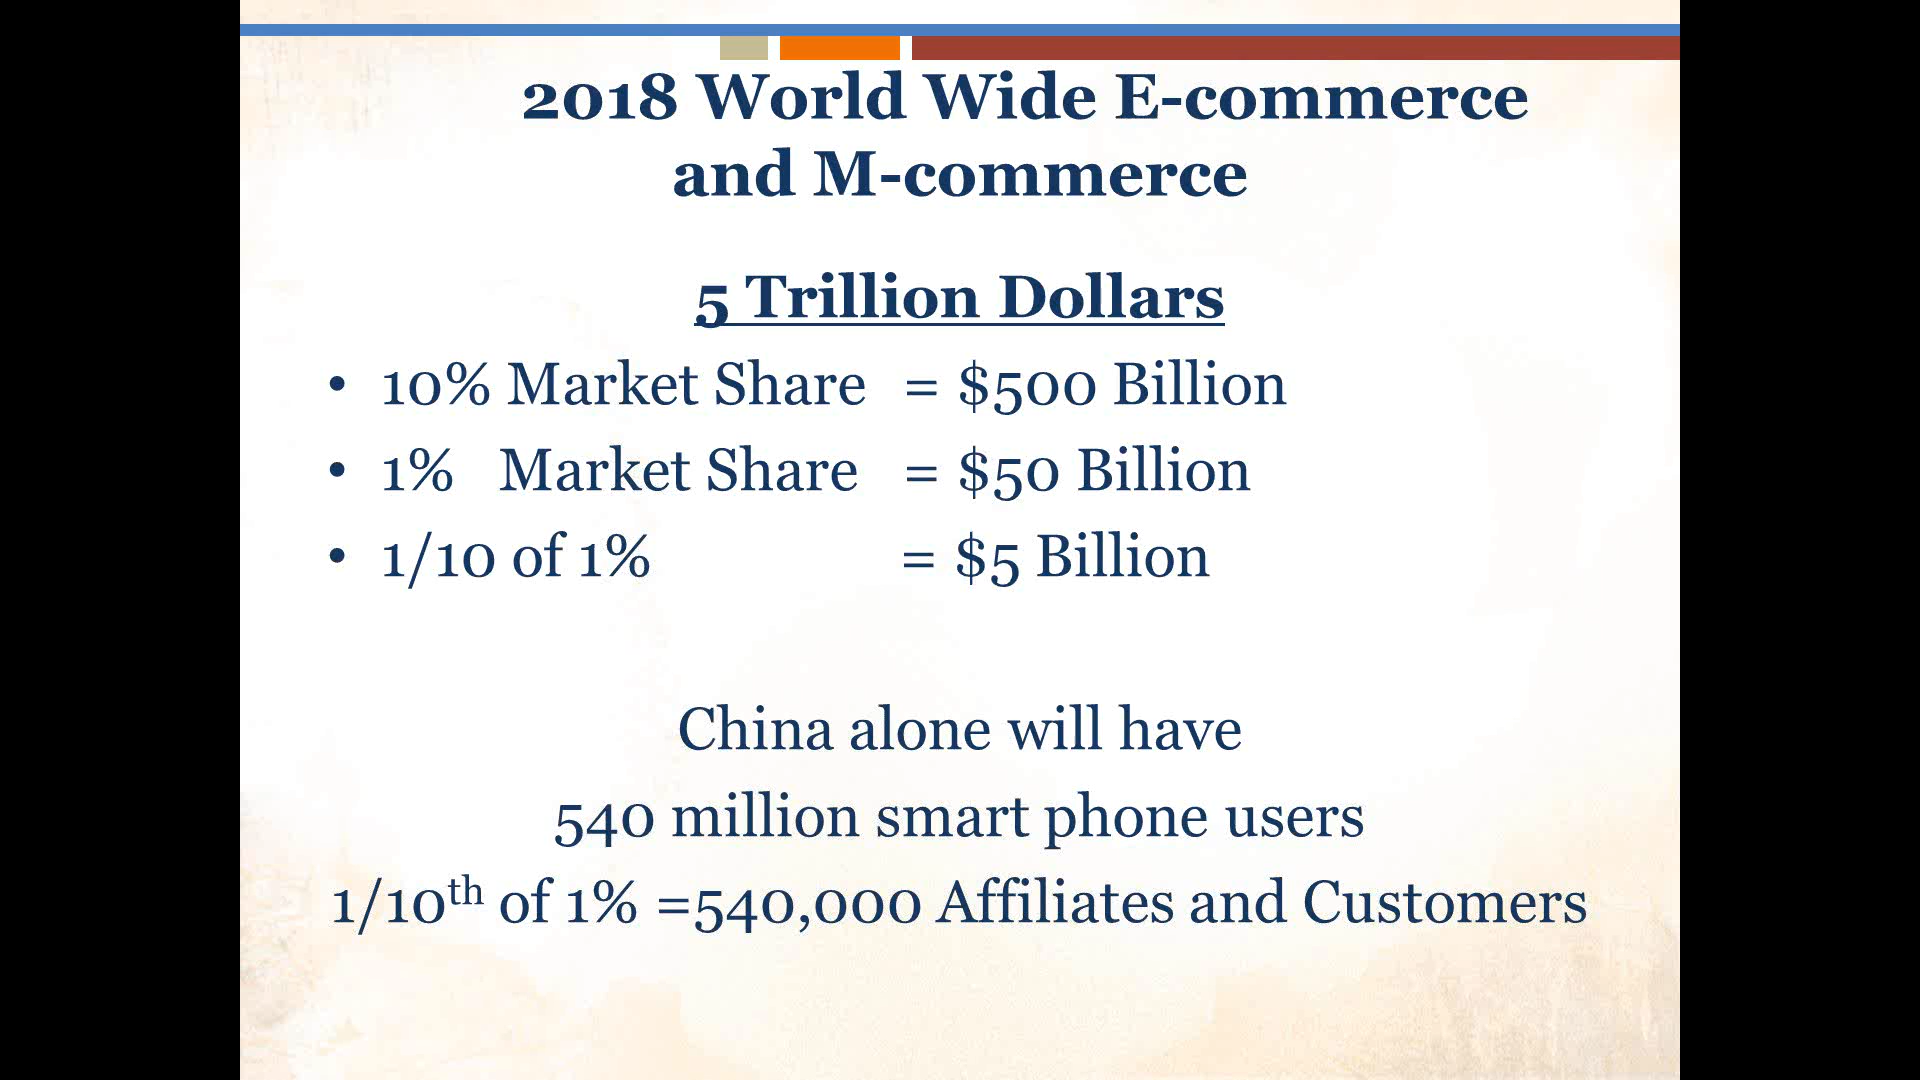 2018 World Wide E-commerce
and M-commerce
5 Trillion Dollars
• 10% Market Share = $500 Billion
• 1% Market Share = $50 Billion
• 1/10 of 1% = $5 Billion
China alone will have
540 million smart phone users
1/10th of 1% =540,000 Affiliates and Customers